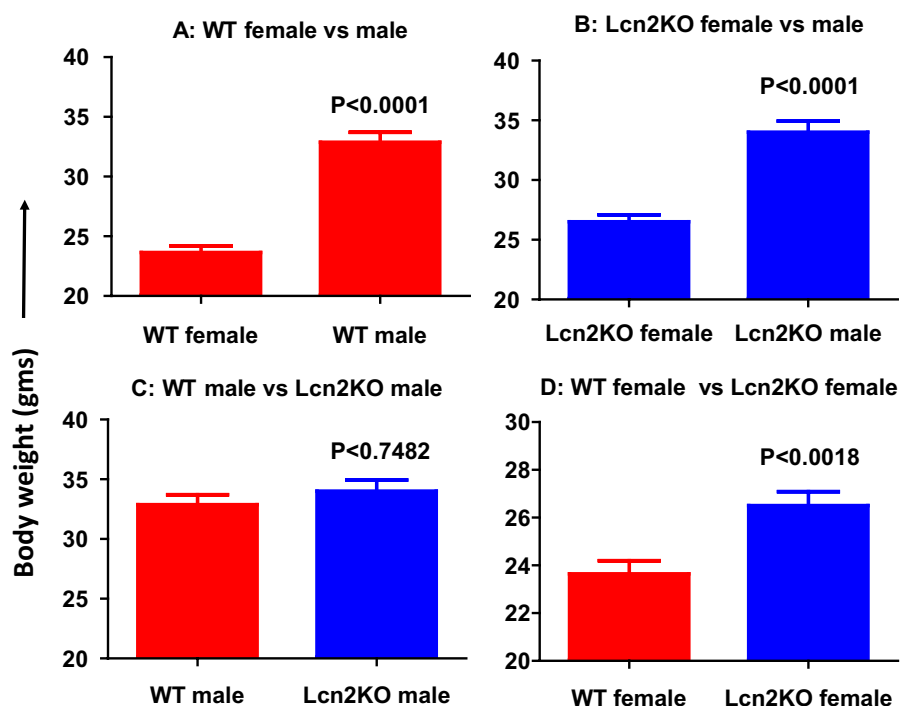 A: WT female vs male
40
35
30
25
20
P<0.0001
WT female
WT male
B: Lcn2KO female vs male
40
35
30
25
20
P<0.0001
Lcn2KO female
Lcn2KO male
Body weight (gms)
C: WT male vs Lcn2KO male
40
35
30
25
20
P<0.7482
WT male
Lcn2KO male
D: WT female vs Lcn2KO female
30
28
26
24
22
20
P<0.0018
WT female
Lcn2KO female